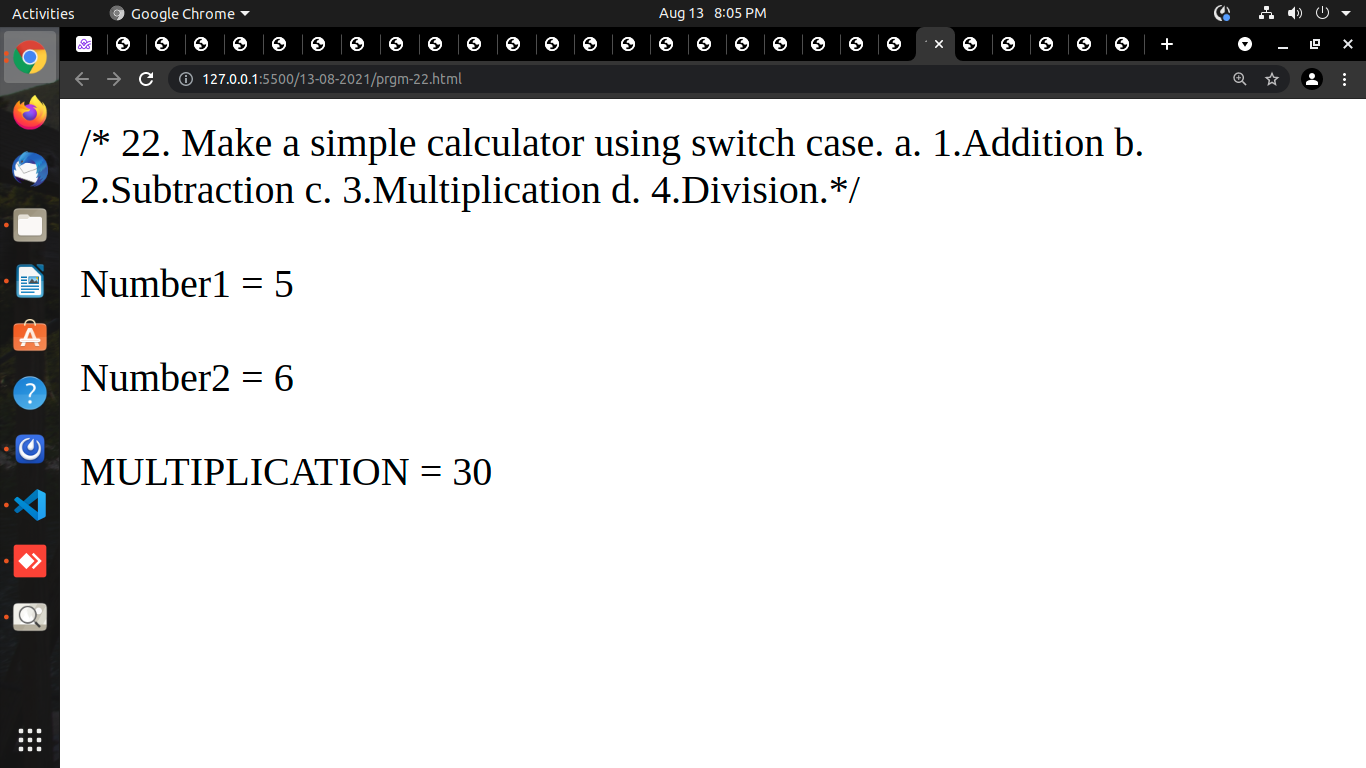 Activities Google Chrome Aug 13 8:05 PM
127.0.0.1:5500/13-08-2021/prgm-22.html
/* 22. Make a simple calculator using switch case. a. 1.Addition b.
2.Subtraction c. 3.Multiplication d. 4.Division.*/
Number1 = 5
Number2 = 6
MULTIPLICATION = 30